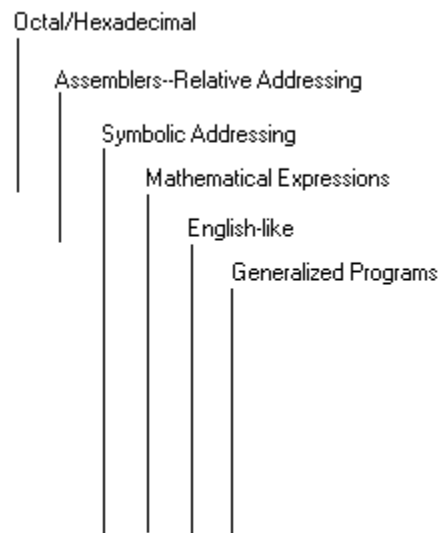 Octal/Hexadecimal
Assemblers--Relative Addressing
Symbolic Addressing
Mathematical Expressions
English-like
Generalized Programs